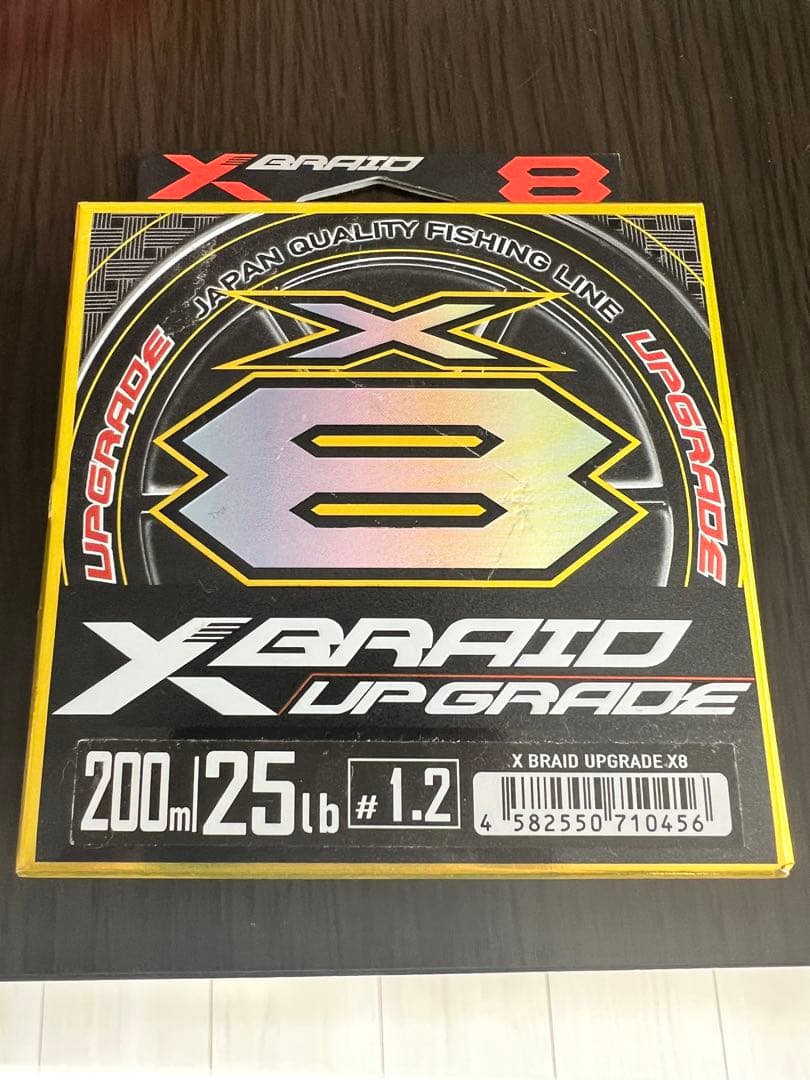 X BRAID 8
JAPAN QUALITY FISHING LINE
UPGRADE
UPGRADE
X
8
X BRAID
UPGRADE
200m 25lb #1.2
X BRAID UPGRADE X8
4 582550 710456